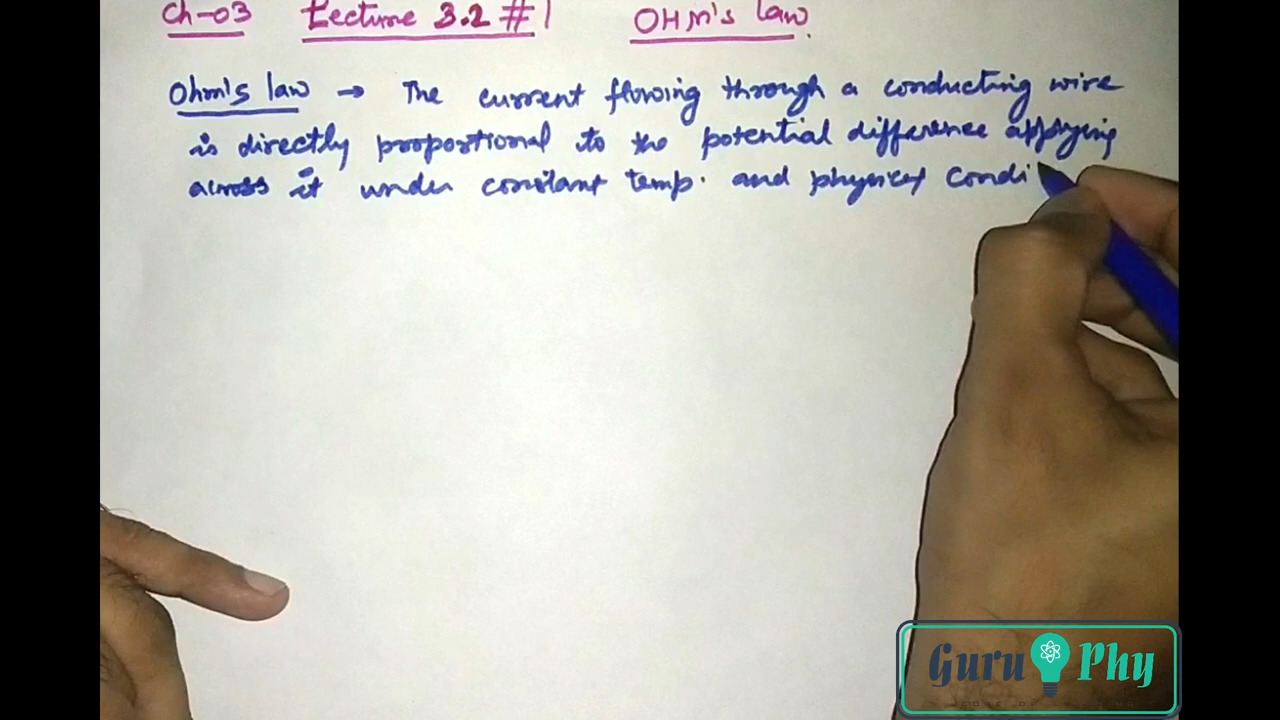 Ch-03 Lecture 3.2 #1 OHM's law.
Ohm's law → The current flowing through a conducting wire
is directly proportional to the potential difference applying
across it under constant temp. and physical condi
Guru Phy